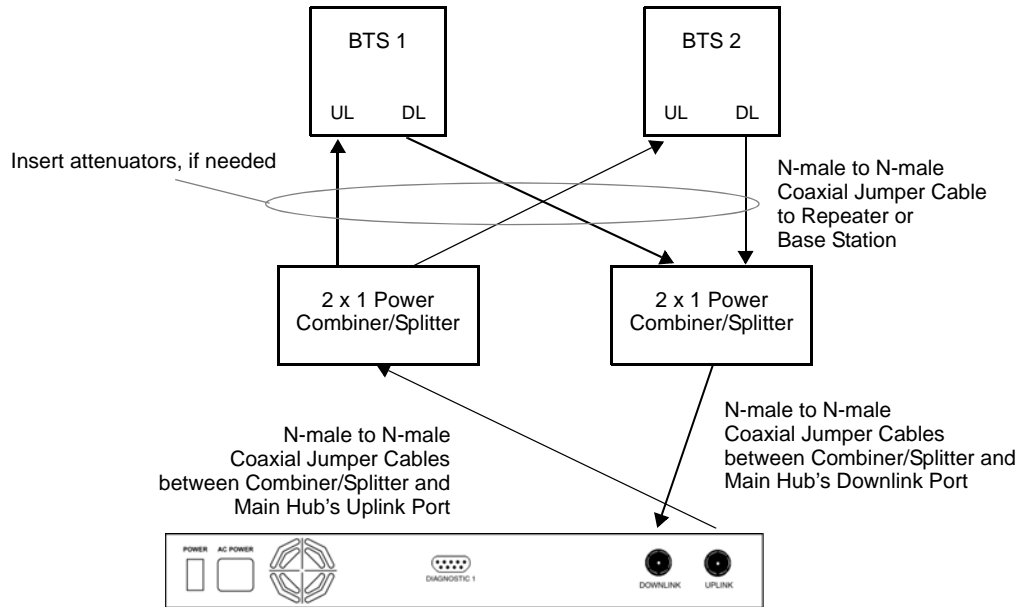 BTS 1
BTS 2
UL
DL
UL
DL
Insert attenuators, if needed
N-male to N-male
Coaxial Jumper Cable
to Repeater or
Base Station
2 x 1 Power
Combiner/Splitter
2 x 1 Power
Combiner/Splitter
N-male to N-male
Coaxial Jumper Cables
between Combiner/Splitter and
Main Hub's Uplink Port
N-male to N-male
Coaxial Jumper Cables
between Combiner/Splitter and
Main Hub's Downlink Port
POWER
AC POWER
DIAGNOSTIC 1
DOWNLINK
UPLINK